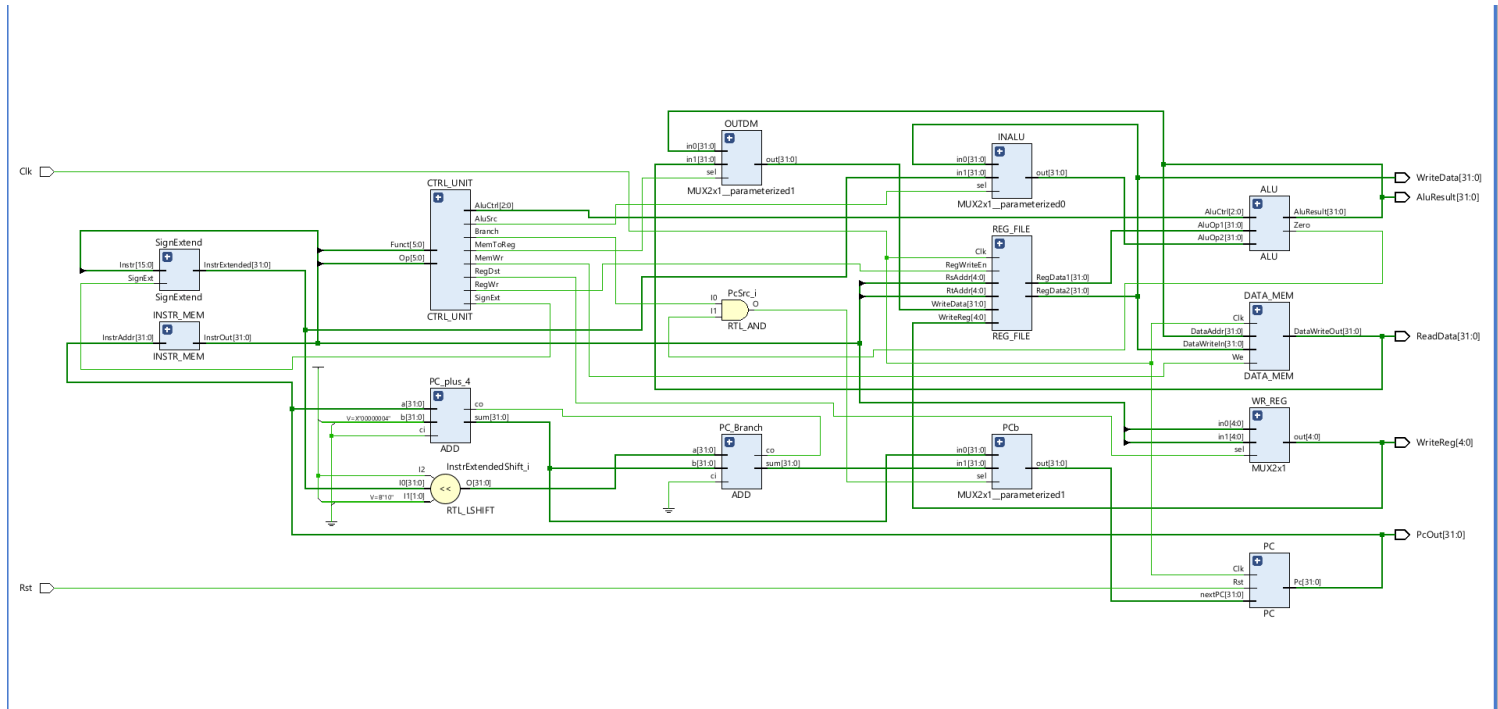 Clk
Rst
SignExtend
Instr[15:0]
SignExt
InstrExtended[31:0]
SignExtend
INSTR_MEM
InstrAddr[31:0]
InstrOut[31:0]
INSTR_MEM
CTRL_UNIT
Funct[5:0]
Op[5:0]
AluCtrl[2:0]
AluSrc
Branch
MemToReg
MemWr
RegDst
RegWr
SignExt
CTRL_UNIT
PC_plus_4
a[31:0]
V=X"00000004"
b[31:0]
ci
co
sum[31:0]
ADD
InstrExtendedShift_i
I2
I0[31:0]
V=B"10"
I1[1:0]
<<
O[31:0]
RTL_LSHIFT
OUTDM
in0[31:0]
in1[31:0]
sel
out[31:0]
MUX2x1__parameterized1
PcSrc_i
I0
I1
O
RTL_AND
PC_Branch
a[31:0]
b[31:0]
ci
co
sum[31:0]
ADD
INALU
in0[31:0]
in1[31:0]
sel
out[31:0]
MUX2x1__parameterized0
REG_FILE
Clk
RegWriteEn
RsAddr[4:0]
RtAddr[4:0]
WriteData[31:0]
WriteReg[4:0]
RegData1[31:0]
RegData2[31:0]
REG_FILE
PCb
in0[31:0]
in1[31:0]
sel
out[31:0]
MUX2x1__parameterized1
ALU
AluCtrl[2:0]
AluOp1[31:0]
AluOp2[31:0]
AluResult[31:0]
Zero
ALU
DATA_MEM
Clk
DataAddr[31:0]
DataWriteIn[31:0]
We
DataWriteOut[31:0]
DATA_MEM
WR_REG
in0[4:0]
in1[4:0]
sel
out[4:0]
MUX2x1
PC
Clk
Rst
nextPC[31:0]
Pc[31:0]
PC
WriteData[31:0]
AluResult[31:0]
ReadData[31:0]
WriteReg[4:0]
PcOut[31:0]